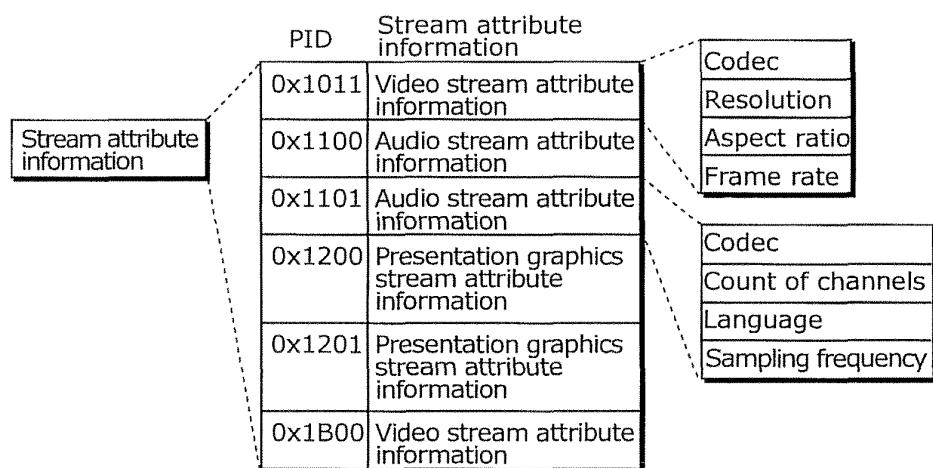 PID
Stream attribute
information
Stream attribute
information
0x1011
Video stream attribute
information
0x1100
Audio stream attribute
information
0x1101
Audio stream attribute
information
0x1200
Presentation graphics
stream attribute
information
0x1201
Presentation graphics
stream attribute
information
0x1B00
Video stream attribute
information
Codec
Resolution
Aspect ratio
Frame rate
Codec
Count of channels
Language
Sampling frequency